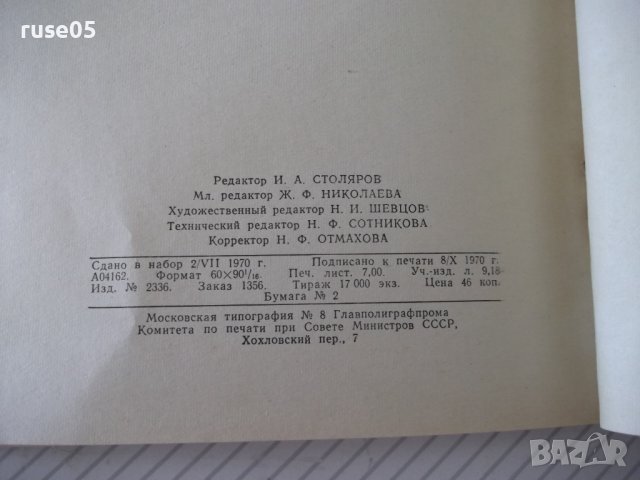 ruse05
Редактор И. А. СТОЛЯРОВ
Мл. редактор Ж. Ф. НИКОЛАЕВА
Художественный редактор Н. И. ШЕВЦОВ
Технический редактор Н. Ф. СОТНИКОВА
Корректор Н. Ф. ОТМАХОВА
Сдано в набор 2/VII 1970 г. Подписано к печати 8/X 1970 г.
А04162. Формат 60×90¹/₁₆. Печ. лист. 7,00. Уч.-изд. л. 9,18
Изд. № 2336. Заказ 1356. Тираж 17 000 экз. Цена 46 коп.
Бумага № 2
Московская типография № 8 Главполиграфпрома
Комитета по печати при Совете Министров СССР,
Хохловский пер., 7
BAZAR
bg